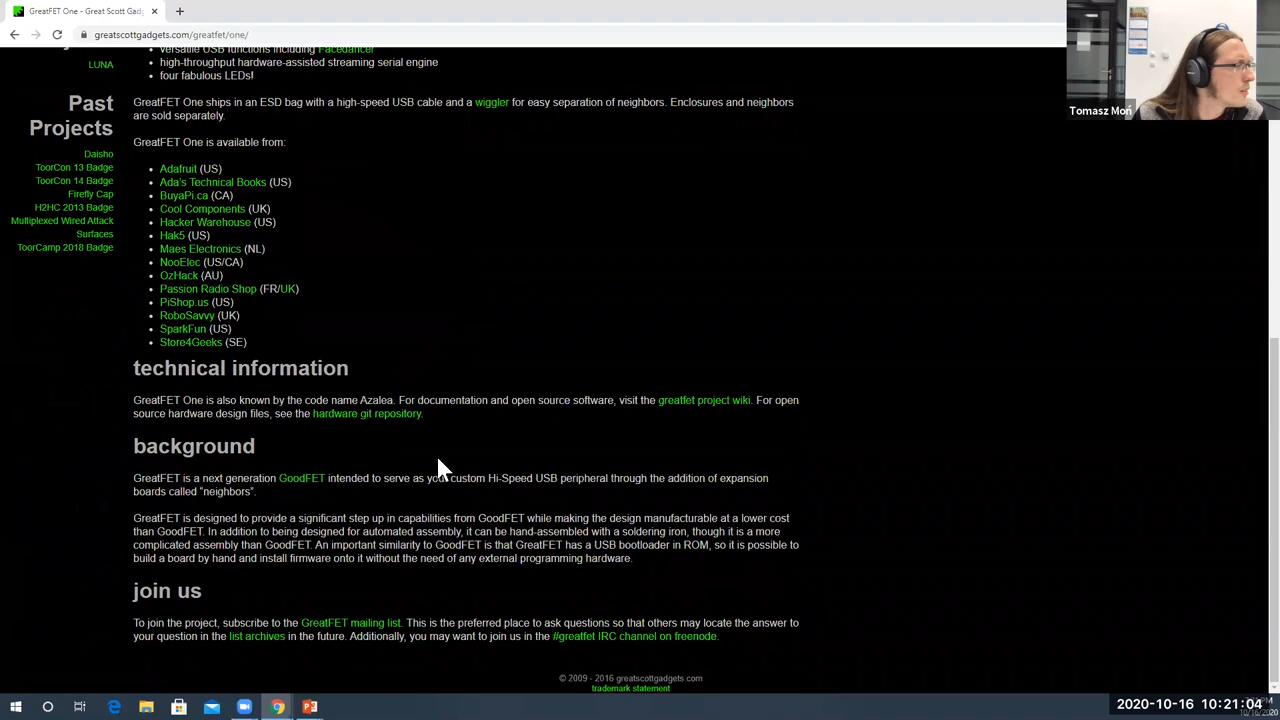 GreatFET One - Great Scott Gadg
greatscottgadgets.com/greatfet/one/
Tomasz Moń
LUNA
Past
Projects
Daisho
ToorCon 13 Badge
ToorCon 14 Badge
Firefly Cap
H2HC 2013 Badge
Multiplexed Wired Attack
Surfaces
ToorCamp 2018 Badge
versatile USB functions including Facedancer
high-throughput hardware-assisted streaming serial engine
four fabulous LEDs!
GreatFET One ships in an ESD bag with a high-speed USB cable and a wiggler for easy separation of neighbors. Enclosures and neighbors
are sold separately.
GreatFET One is available from:
Adafruit (US)
Ada's Technical Books (US)
BuyaPi.ca (CA)
Cool Components (UK)
Hacker Warehouse (US)
Hak5 (US)
Maes Electronics (NL)
NooElec (US/CA)
OzHack (AU)
Passion Radio Shop (FR/UK)
PiShop.us (US)
RoboSavvy (UK)
SparkFun (US)
Store4Geeks (SE)
technical information
GreatFET One is also known by the code name Azalea. For documentation and open source software, visit the greatfet project wiki. For open
source hardware design files, see the hardware git repository.
background
GreatFET is a next generation GoodFET intended to serve as your custom Hi-Speed USB peripheral through the addition of expansion
boards called "neighbors".
GreatFET is designed to provide a significant step up in capabilities from GoodFET while making the design manufacturable at a lower cost
than GoodFET. In addition to being designed for automated assembly, it can be hand-assembled with a soldering iron, though it is a more
complicated assembly than GoodFET. An important similarity to GoodFET is that GreatFET has a USB bootloader in ROM, so it is possible to
build a board by hand and install firmware onto it without the need of any external programming hardware.
join us
To join the project, subscribe to the GreatFET mailing list. This is the preferred place to ask questions so that others may locate the answer to
your question in the list archives in the future. Additionally, you may want to join us in the #greatfet IRC channel on freenode.
© 2009 - 2016 greatscottgadgets.com
trademark statement
2020-10-16 10:21:04